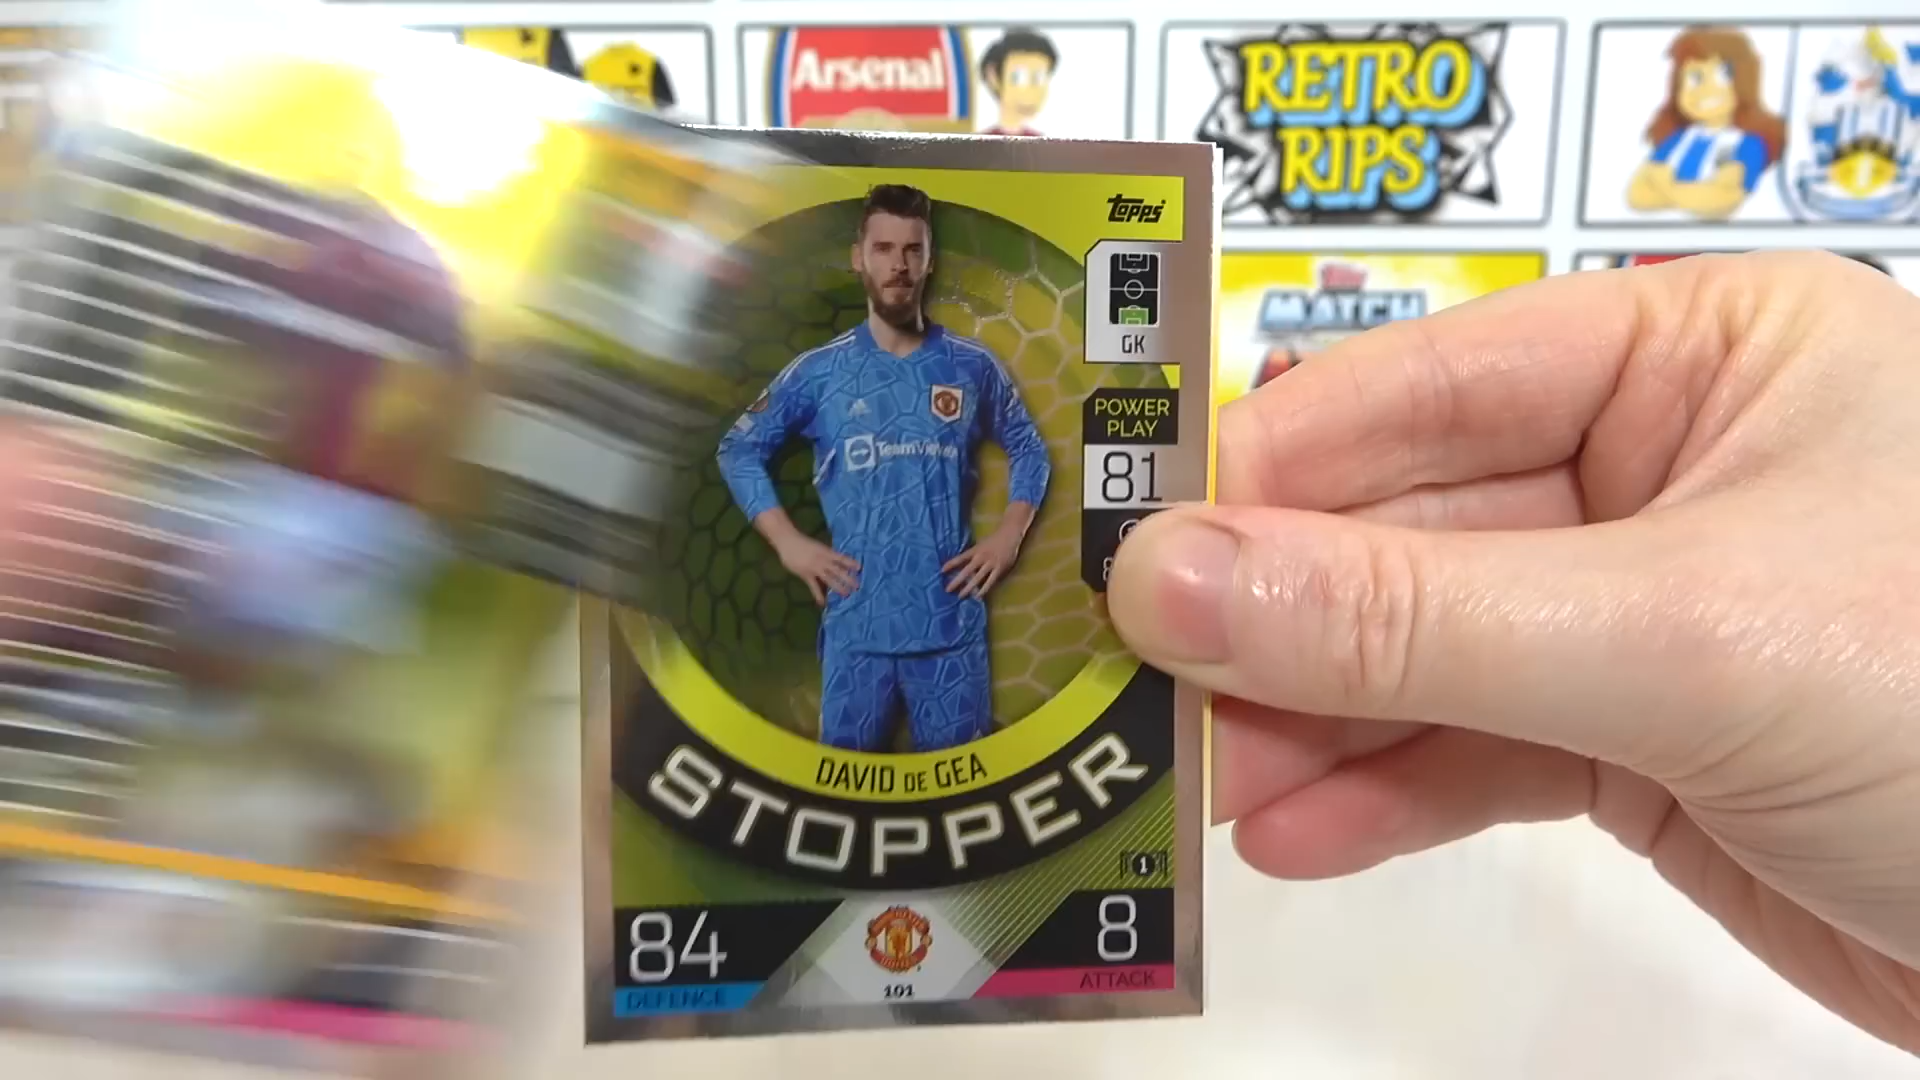 Arsenal
RETRO
RIPS
topps
MATCH
GK
POWER
PLAY
81
TeamViewer
DAVID DE GEA
STOPPER
1
84
DEFENCE
8
ATTACK
101